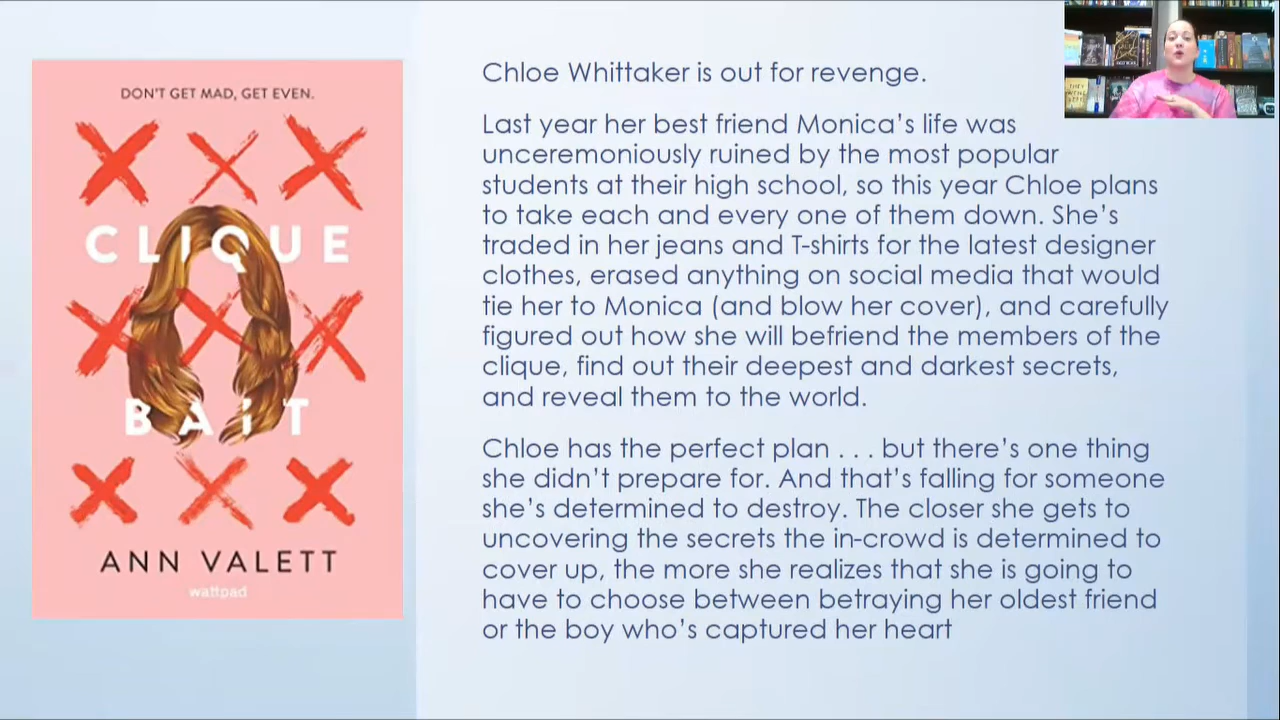 DON'T GET MAD, GET EVEN.
CLIQUE
BAIT
ANN VALETT
wattpad
Chloe Whittaker is out for revenge.
Last year her best friend Monica's life was
unceremoniously ruined by the most popular
students at their high school, so this year Chloe plans
to take each and every one of them down. She's
traded in her jeans and T-shirts for the latest designer
clothes, erased anything on social media that would
tie her to Monica (and blow her cover), and carefully
figured out how she will befriend the members of the
clique, find out their deepest and darkest secrets,
and reveal them to the world.
Chloe has the perfect plan . . . but there's one thing
she didn't prepare for. And that's falling for someone
she's determined to destroy. The closer she gets to
uncovering the secrets the in-crowd is determined to
cover up, the more she realizes that she is going to
have to choose between betraying her oldest friend
or the boy who's captured her heart